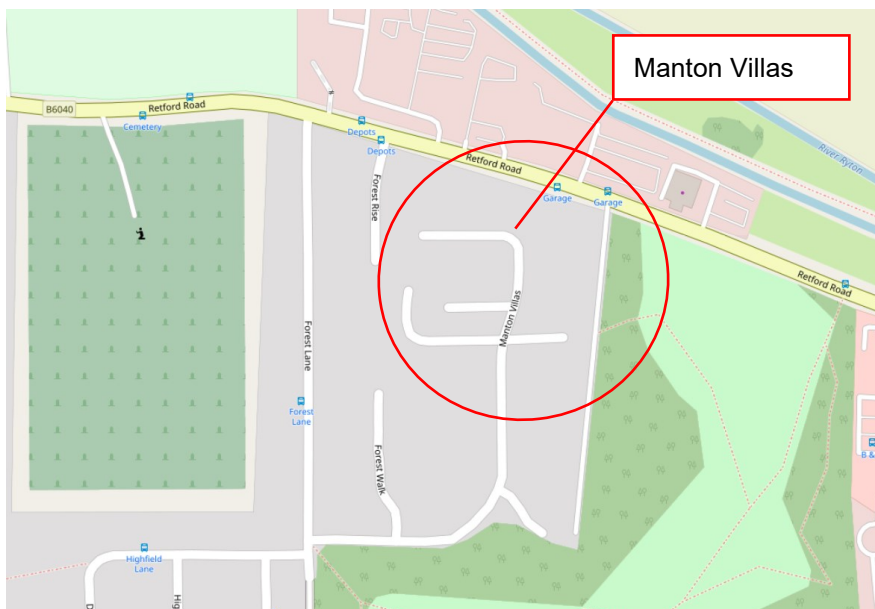 Manton Villas
B6040
Retford Road
Cemetery
Depots
Depots
Retford Road
River Ryton
Garage
Garage
Forest Rise
Retford Road
Manton Villas
Forest Lane
Forest
Lane
Forest Walk
B &
Highfield
Lane
D
Hig